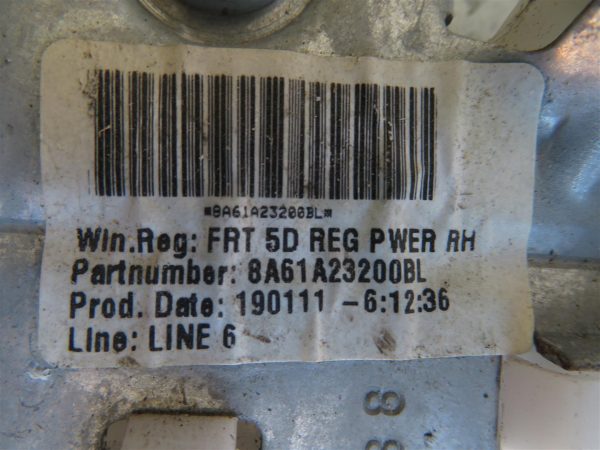 *8A61A23200BL*
Win.Reg: FRT 5D REG PWER RH
Partnumber: 8A61A23200BL
Prod. Date: 190111 -6:12:36
Line: LINE 6
8